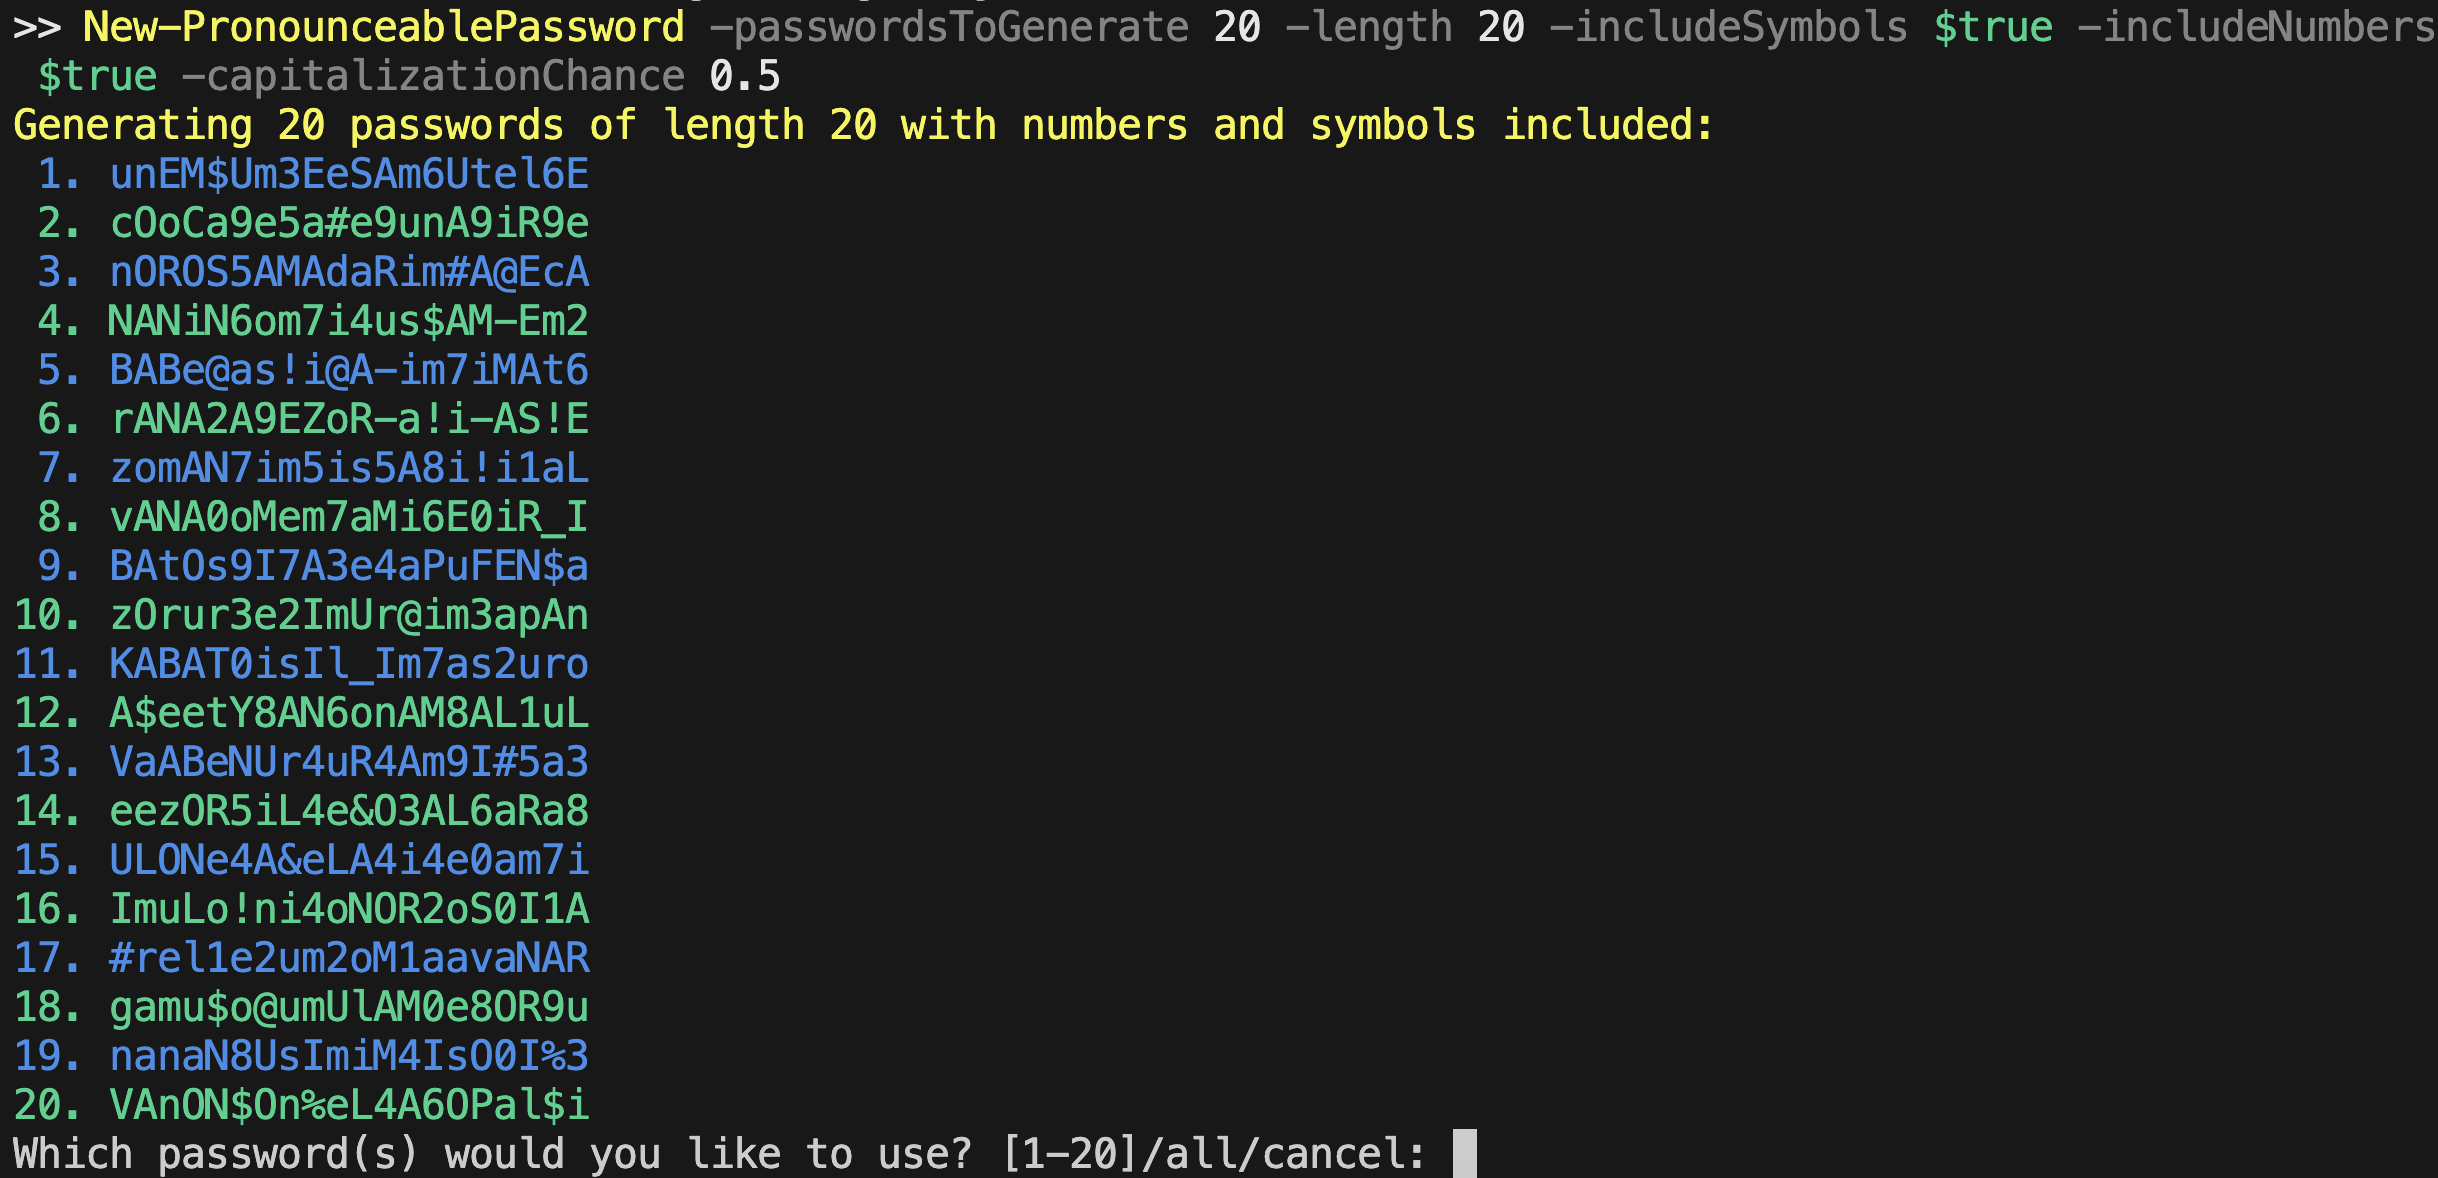 >> New-PronounceablePassword -passwordsToGenerate 20 -length 20 -includeSymbols $true -includeNumbers
$true -capitalizationChance 0.5
Generating 20 passwords of length 20 with numbers and symbols included:
1. unEM$Um3EeSAm6Utel6E
2. cOoCa9e5a#e9unA9iR9e
3. nOROS5AMAdaRim#A@EcA
4. NANiN6om7i4us$AM-Em2
5. BABe@as!i@A-im7iMAt6
6. rANA2A9EZoR-a!i-AS!E
7. zomAN7im5is5A8i!i1aL
8. vANA0oMem7aMi6E0iR_I
9. BAtOs9I7A3e4aPuFEN$a
10. zOrur3e2ImUr@im3apAn
11. KABAT0isIl_Im7as2uro
12. A$eetY8AN6onAM8AL1uL
13. VaABeNUr4uR4Am9I#5a3
14. eezOR5iL4e&O3AL6aRa8
15. ULONe4A&eLA4i4e0am7i
16. ImuLo!ni4oNOR2oS0I1A
17. #rel1e2um2oM1aavaNAR
18. gamu$o@umUlAM0e8OR9u
19. nanaN8UsImiM4IsO0I%3
20. VAnON$On%eL4A6OPal$i
Which password(s) would you like to use? [1-20]/all/cancel: